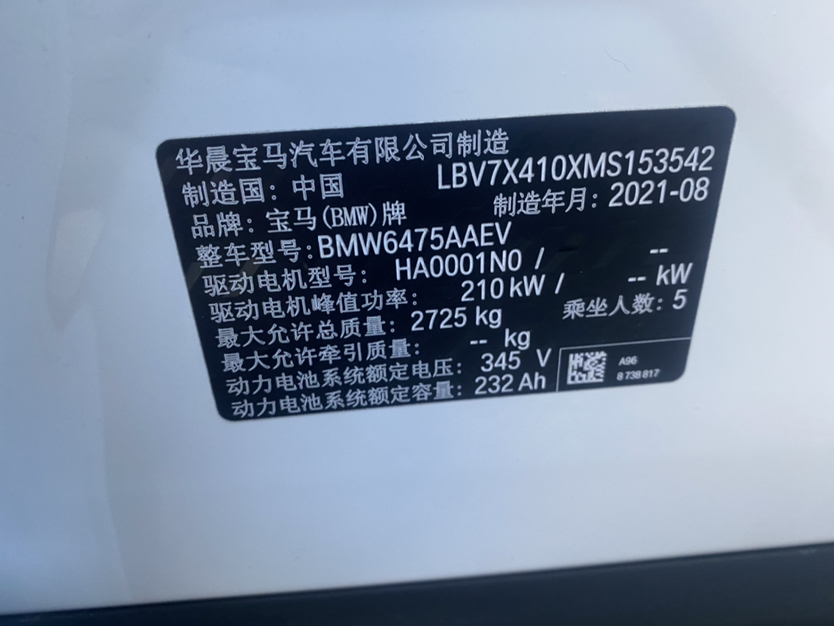 华晨宝马汽车有限公司制造
制造国：中国 LBV7X410XMS153542
品牌：宝马(BMW)牌 制造年月：2021-08
整车型号：BMW6475AAEV
驱动电机型号： HA0001N0 / --
驱动电机峰值功率： 210 kW / -- kW
最大允许总质量： 2725 kg 乘坐人数：5
最大允许牵引质量： -- kg
动力电池系统额定电压： 345 V
动力电池系统额定容量：232 Ah
A96
8 738 817